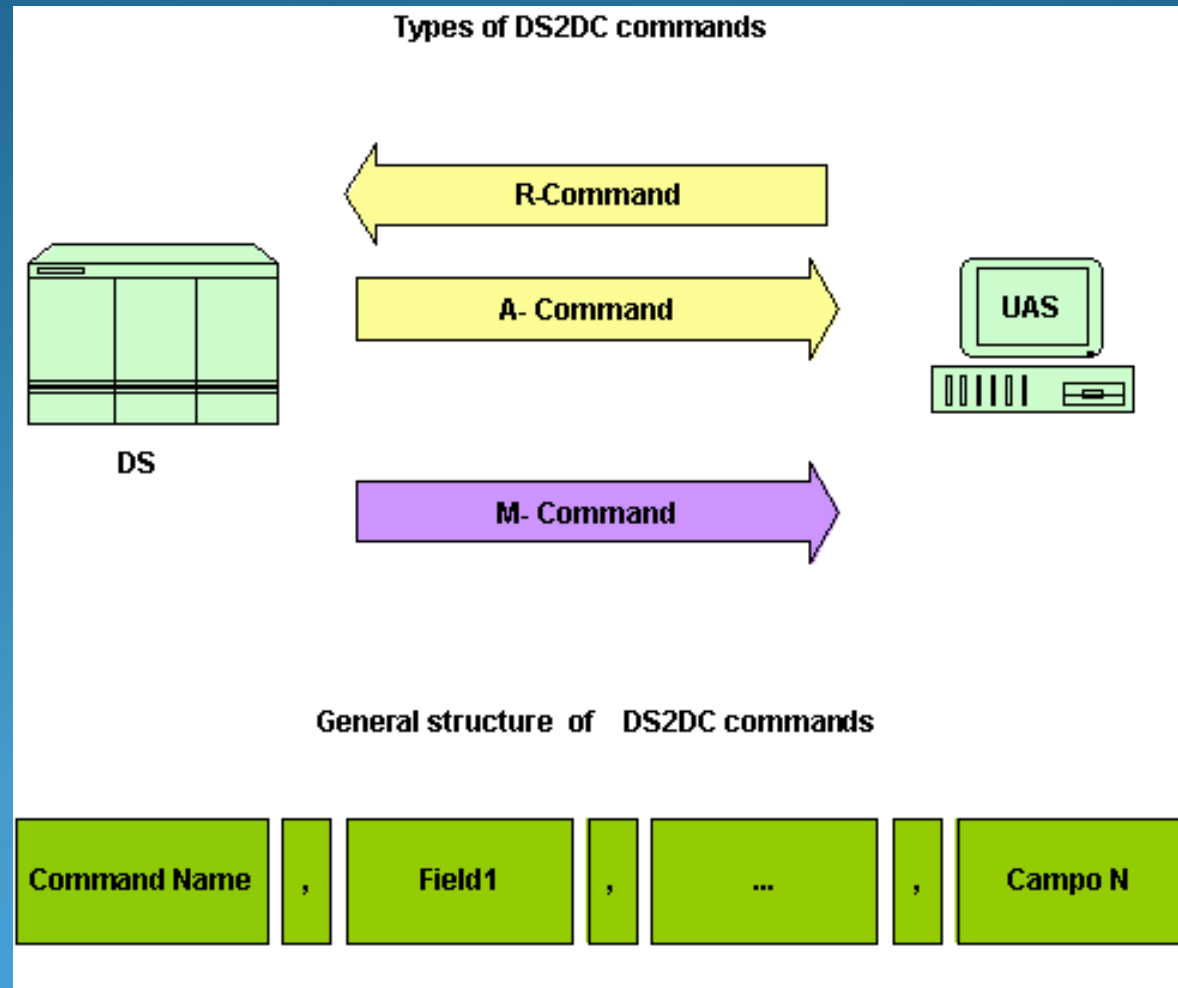 Types of DS2DC commands
R-Command
A- Command
UAS
DS
M- Command
General structure of DS2DC commands
Command Name , Field1 , ... , Campo N